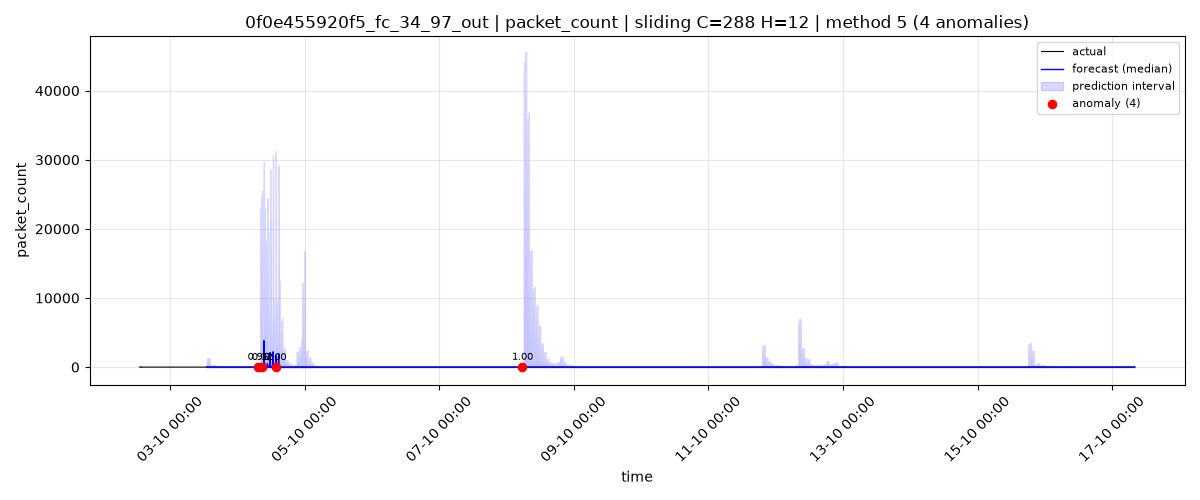 0f0e455920f5_fc_34_97_out | packet_count | sliding C=288 H=12 | method 5 (4 anomalies)
actual
forecast (median)
prediction interval
anomaly (4)
packet_count
40000
30000
20000
10000
0
1.00
03-10 00:00
05-10 00:00
07-10 00:00
09-10 00:00
11-10 00:00
13-10 00:00
15-10 00:00
17-10 00:00
time